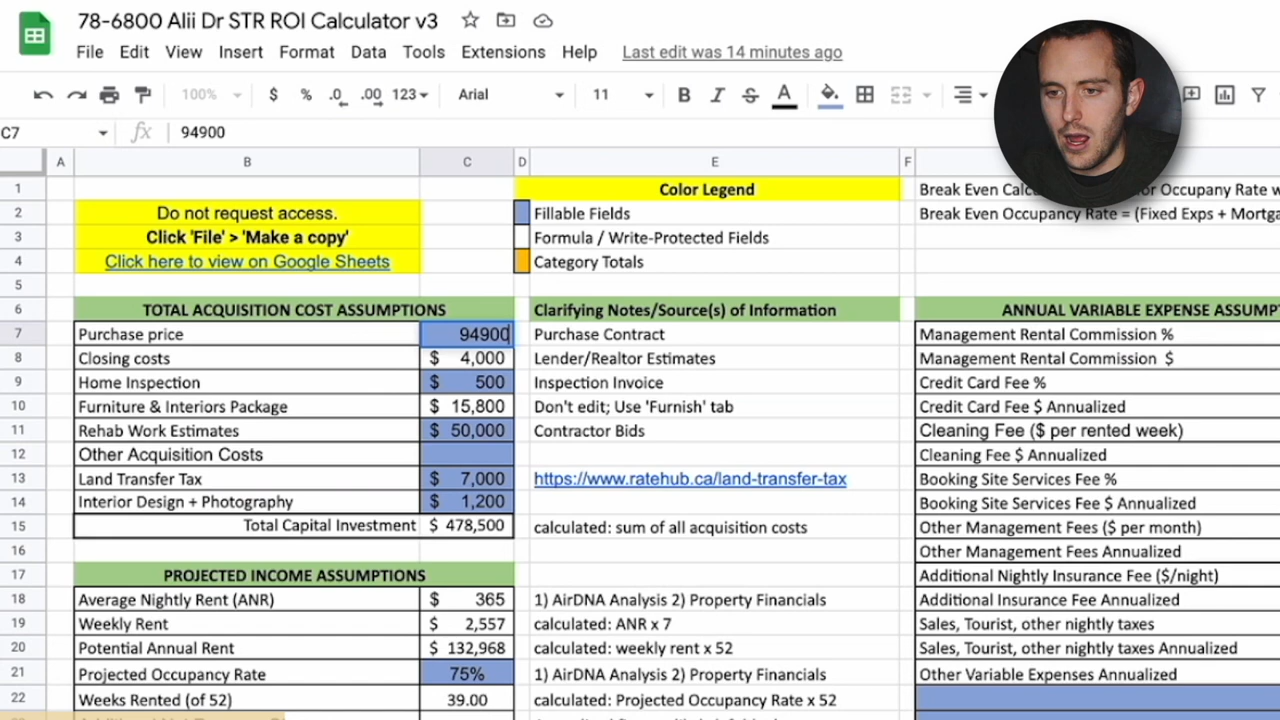 78-6800 Alii Dr STR ROI Calculator v3
File Edit View Insert Format Data Tools Extensions Help Last edit was 14 minutes ago
100% $ % .0 .00 123 Arial 11 B I S A
C7 fx 94900
A B C D E F
1 Color Legend Break Even Calc or Occupany Rate w
2 Do not request access. Fillable Fields Break Even Occupancy Rate = (Fixed Exps + Mortga
3 Click 'File' > 'Make a copy' Formula / Write-Protected Fields
4 Click here to view on Google Sheets Category Totals
5
6 TOTAL ACQUISITION COST ASSUMPTIONS Clarifying Notes/Source(s) of Information ANNUAL VARIABLE EXPENSE ASSUMP
7 Purchase price 94900 Purchase Contract Management Rental Commission %
8 Closing costs $ 4,000 Lender/Realtor Estimates Management Rental Commission $
9 Home Inspection $ 500 Inspection Invoice Credit Card Fee %
10 Furniture & Interiors Package $ 15,800 Don't edit; Use 'Furnish' tab Credit Card Fee $ Annualized
11 Rehab Work Estimates $ 50,000 Contractor Bids Cleaning Fee ($ per rented week)
12 Other Acquisition Costs Cleaning Fee $ Annualized
13 Land Transfer Tax $ 7,000 https://www.ratehub.ca/land-transfer-tax Booking Site Services Fee %
14 Interior Design + Photography $ 1,200 Booking Site Services Fee $ Annualized
15 Total Capital Investment $ 478,500 calculated: sum of all acquisition costs Other Management Fees ($ per month)
16 Other Management Fees Annualized
17 PROJECTED INCOME ASSUMPTIONS Additional Nightly Insurance Fee ($/night)
18 Average Nightly Rent (ANR) $ 365 1) AirDNA Analysis 2) Property Financials Additional Insurance Fee Annualized
19 Weekly Rent $ 2,557 calculated: ANR x 7 Sales, Tourist, other nightly taxes
20 Potential Annual Rent $ 132,968 calculated: weekly rent x 52 Sales, Tourist, other nightly taxes Annualized
21 Projected Occupancy Rate 75% 1) AirDNA Analysis 2) Property Financials Other Variable Expenses Annualized
22 Weeks Rented (of 52) 39.00 calculated: Projected Occupancy Rate x 52